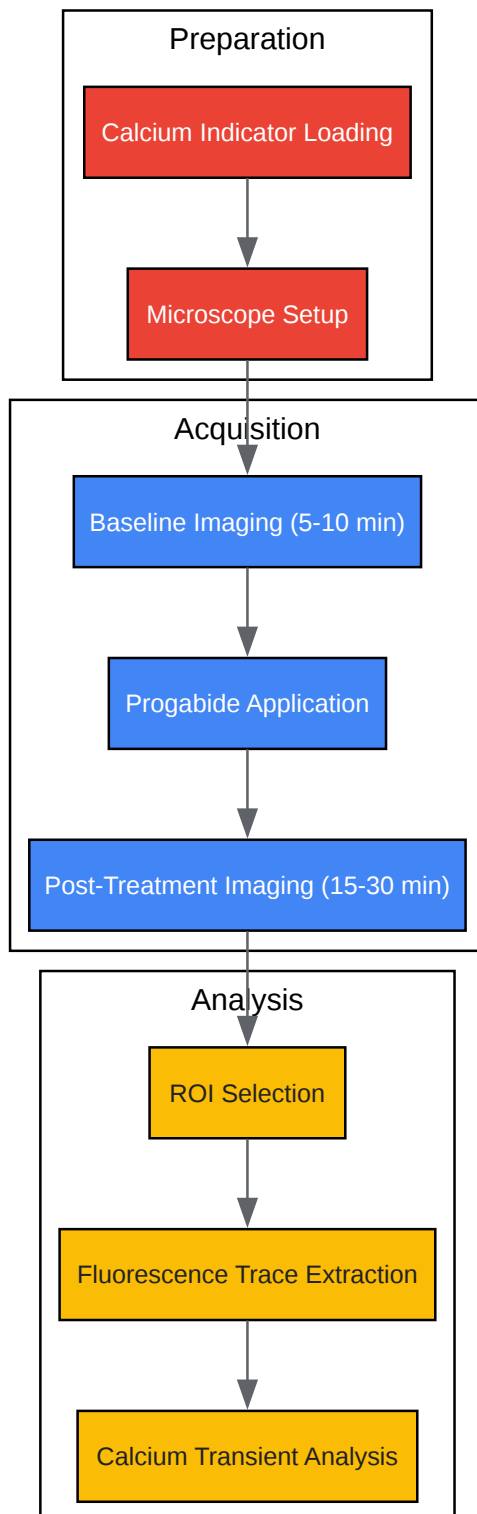 Preparation
Calcium Indicator Loading
Microscope Setup
Acquisition
Baseline Imaging (5-10 min)
Progabide Application
Post-Treatment Imaging (15-30 min)
Analysis
ROI Selection
Fluorescence Trace Extraction
Calcium Transient Analysis